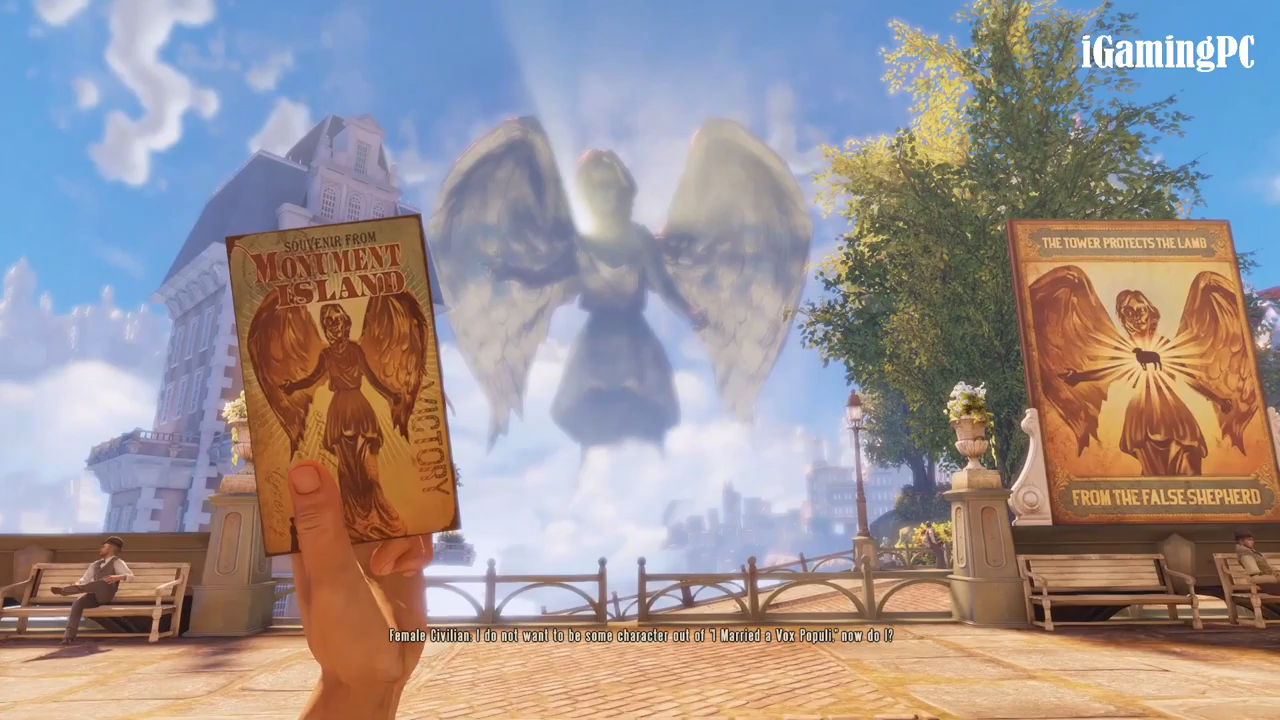 iGamingPC
SOUVENIR FROM
MONUMENT
ISLAND
VICTORY
THE TOWER PROTECTS THE LAMB
FROM THE FALSE SHEPHERD
Female Civilian: I do not want to be some character out of "I Married a Vox Populi," now do I?